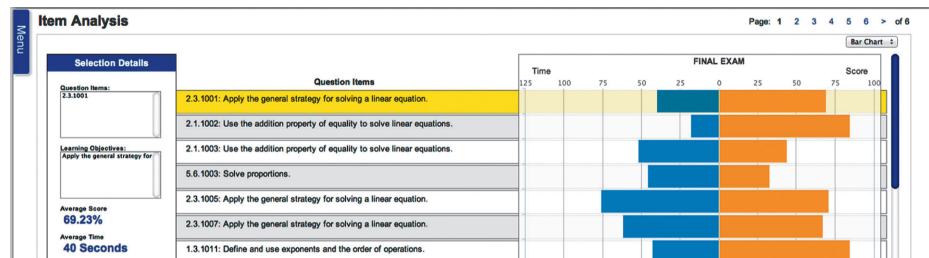 Item Analysis
Page: 1 2 3 4 5 6 > of 6
Menu
Bar Chart
Selection Details
Question Items:
2.3.1001
Learning Objectives:
Apply the general strategy for
Average Score
69.23%
Average Time
40 Seconds
Question Items
2.3.1001: Apply the general strategy for solving a linear equation.
2.1.1002: Use the addition property of equality to solve linear equations.
2.1.1003: Use the addition property of equality to solve linear equations.
5.6.1003: Solve proportions.
2.3.1005: Apply the general strategy for solving a linear equation.
2.3.1007: Apply the general strategy for solving a linear equation.
1.3.1011: Define and use exponents and the order of operations.
FINAL EXAM
Time Score
125 100 75 50 25 0 25 50 75 100